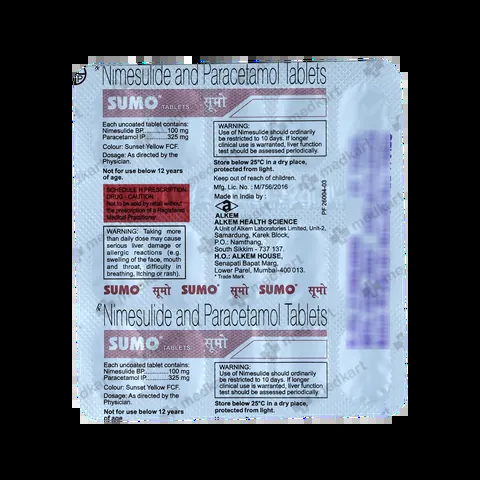 Nimesulide and Paracetamol Tablets
SUMO®
TABLETS
सूमो
Each uncoated tablet contains:
Nimesulide BP.......... 100 mg
Paracetamol IP.......... 325 mg
Colour: Sunset Yellow FCF.
Dosage: As directed by the
Physician.
Not for use below 12 years
of age.
SCHEDULE H PRESCRIPTION
DRUG - CAUTION
Not to be sold by retail without
the prescription of a Registered
Medical Practitioner.
WARNING: Taking more
than daily dose may cause
serious liver damage or
allergic reactions (e.g.
swelling of the face, mouth
and throat, difficulty in
breathing, itching or rash).
WARNING:
Use of Nimesulide should ordinarily
be restricted to 10 days. If longer
clinical use is warranted, liver function
test should be assessed periodically.
Store below 25°C in a dry place,
protected from light.
Keep out of reach of children.
Mfg. Lic. No. : M/756/2016
Made in India by :
a
ALKEM
ALKEM HEALTH SCIENCE
A Unit of Alkem Laboratories Limited, Unit-2,
Samardung, Karek Block,
P.O.: Namthang,
South Sikkim - 737 137.
H.O.: ALKEM HOUSE,
Senapati Bapat Marg,
Lower Parel, Mumbai-400 013.
* Trade Mark
PF 26004-03
SUMO® सूमो SUMO® सूमो SUMO® सूमो
Nimesulide and Paracetamol Tablets
SUMO®
TABLETS
सूमो
Each uncoated tablet contains:
Nimesulide BP.......... 100 mg
Paracetamol IP.......... 325 mg
Colour: Sunset Yellow FCF.
Dosage: As directed by the
Physician.
Not for use below 12 years
of age.
WARNING:
Use of Nimesulide should ordinarily
be restricted to 10 days. If longer
clinical use is warranted, liver function
test should be assessed periodically.
Store below 25°C in a dry place,
protected from light.